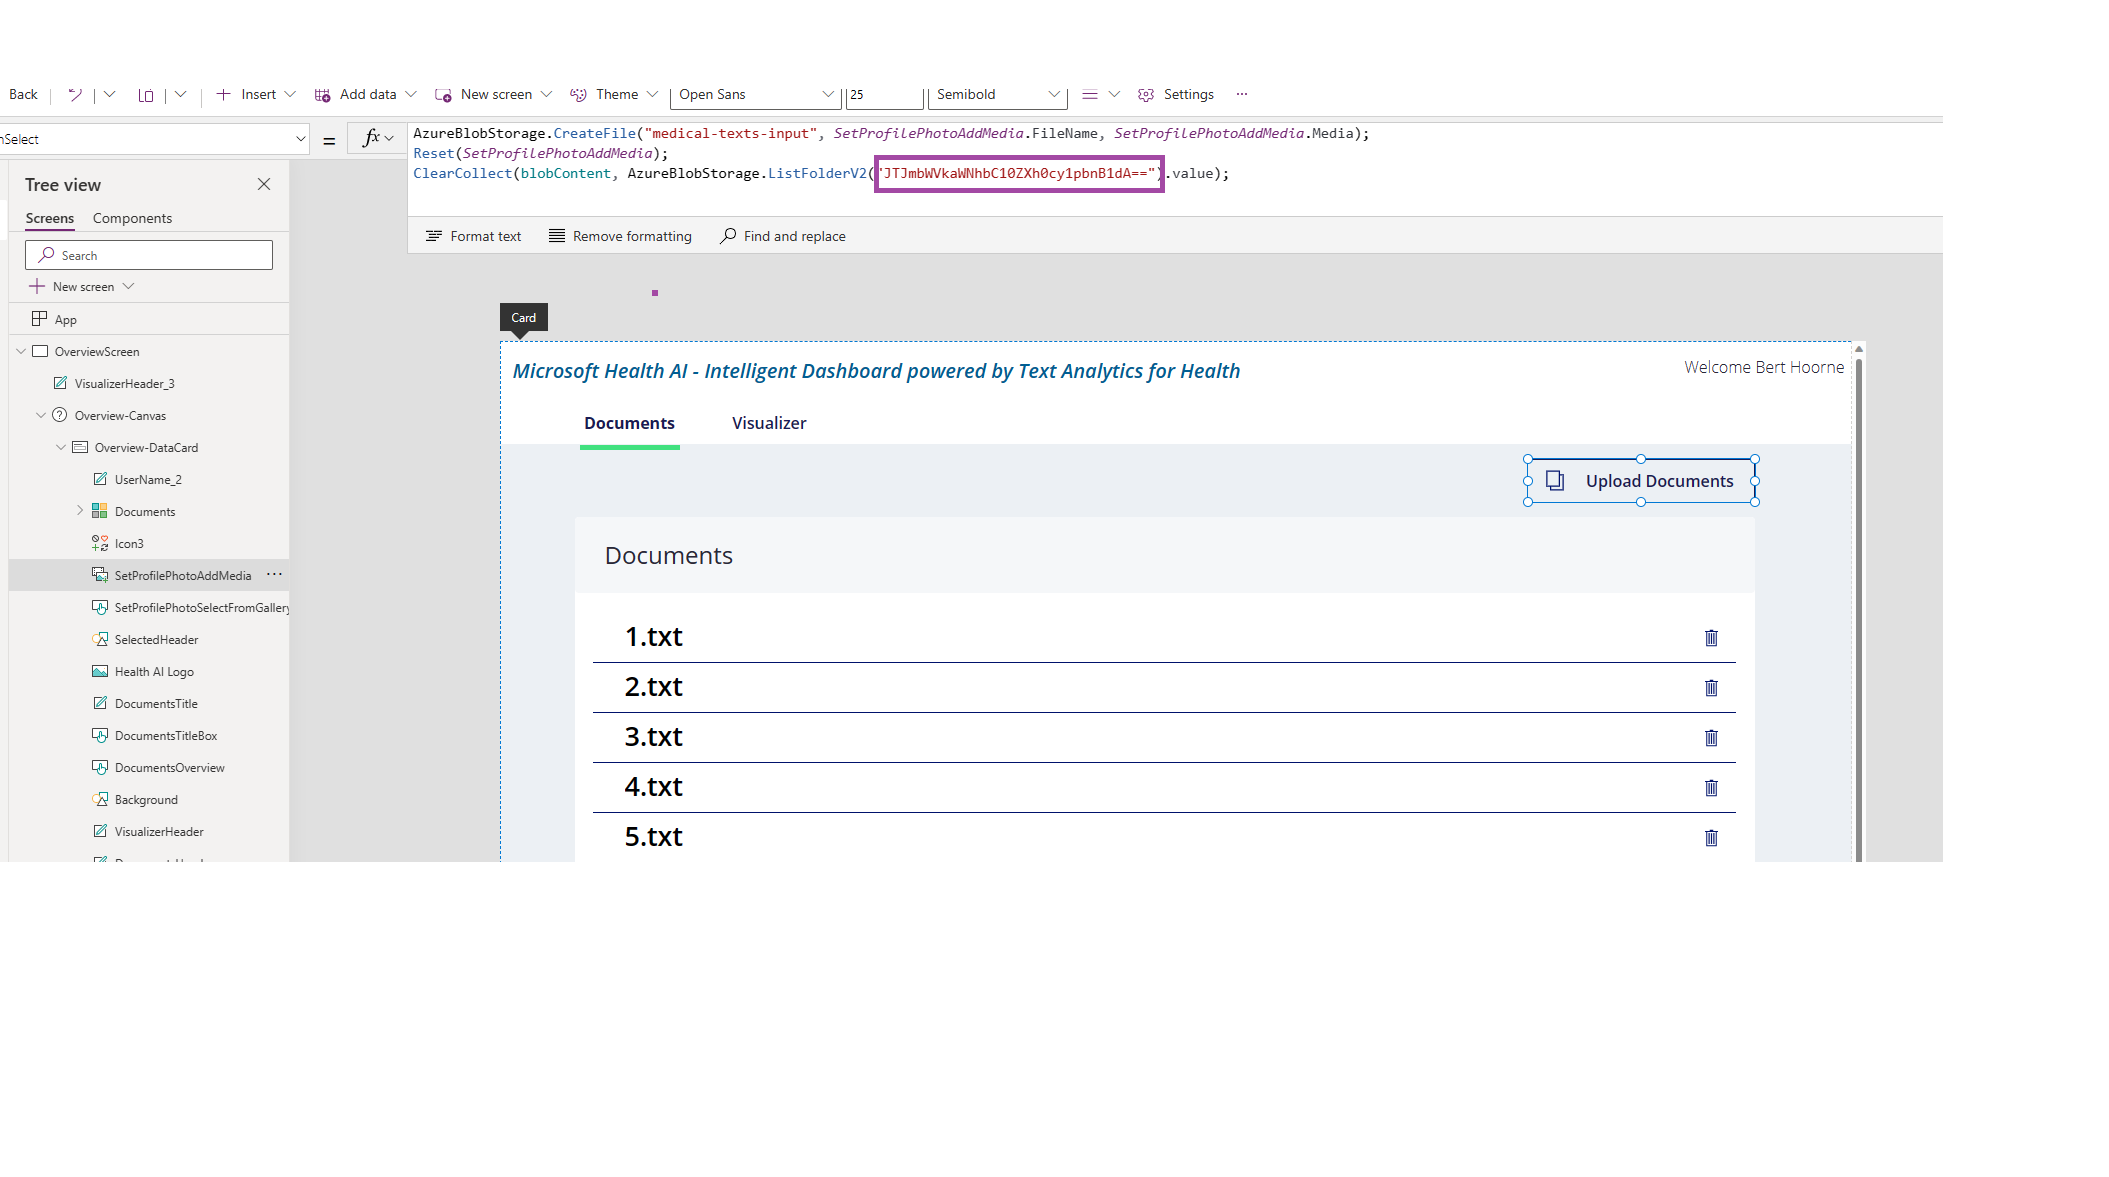 Back
Insert
Add data
New screen
Theme
Open Sans
25
Semibold
Settings
...
nSelect
=
fx
AzureBlobStorage.CreateFile("medical-texts-input", SetProfilePhotoAddMedia.FileName, SetProfilePhotoAddMedia.Media);
Reset(SetProfilePhotoAddMedia);
ClearCollect(blobContent, AzureBlobStorage.ListFolderV2("JTJmbWVkaWNhbC10ZXh0cy1pbnB1dA==").value);
Format text
Remove formatting
Find and replace
Tree view
Screens
Components
Search
New screen
App
OverviewScreen
VisualizerHeader_3
Overview-Canvas
Overview-DataCard
UserName_2
Documents
Icon3
SetProfilePhotoAddMedia ...
SetProfilePhotoSelectFromGallery
SelectedHeader
Health AI Logo
DocumentsTitle
DocumentsTitleBox
DocumentsOverview
Background
VisualizerHeader
Card
Microsoft Health AI - Intelligent Dashboard powered by Text Analytics for Health
Welcome Bert Hoorne
Documents
Visualizer
Upload Documents
Documents
1.txt
2.txt
3.txt
4.txt
5.txt